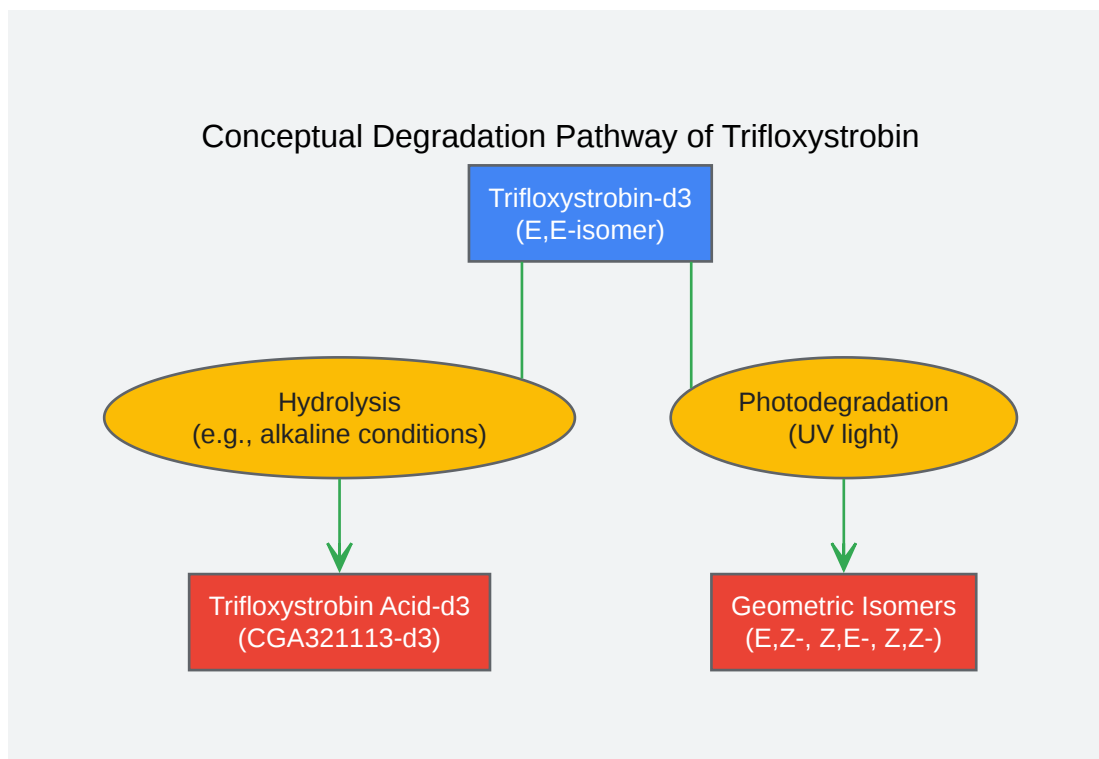 Conceptual Degradation Pathway of Trifloxystrobin
Trifloxystrobin-d3
(E,E-isomer)
Hydrolysis
(e.g., alkaline conditions)
Photodegradation
(UV light)
Trifloxystrobin Acid-d3
(CGA321113-d3)
Geometric Isomers
(E,Z-, Z,E-, Z,Z-)